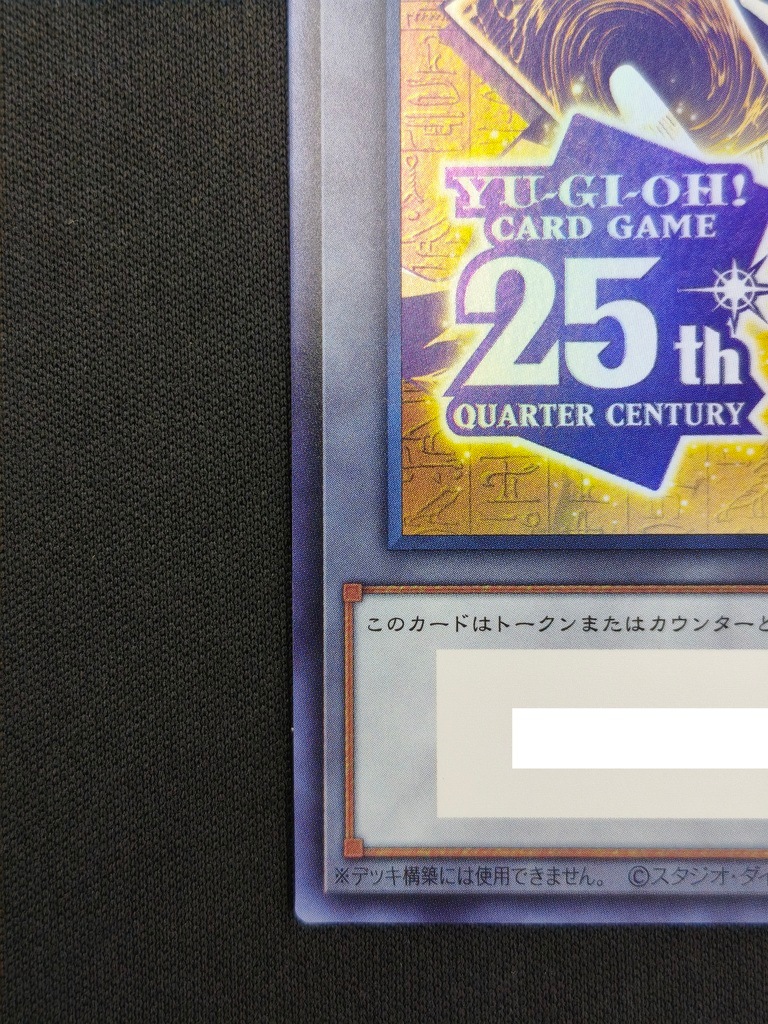 YU-GI-OH!
CARD GAME
25th
QUARTER CENTURY
このカードはトークンまたはカウンターと
※デッキ構築には使用できません。 ©スタジオ・ダイ